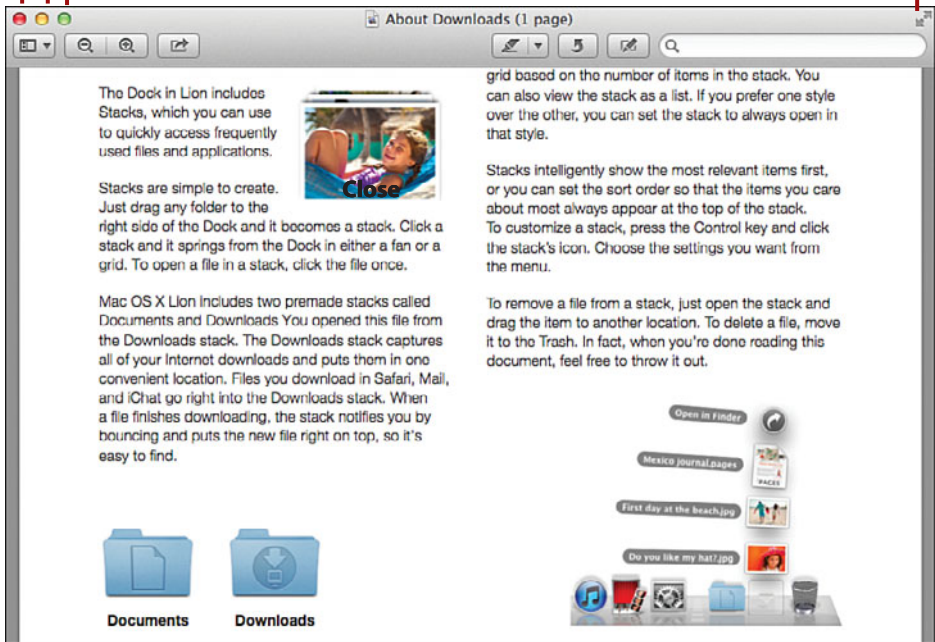 About Downloads (1 page)
The Dock in Lion includes
Stacks, which you can use
to quickly access frequently
used files and applications.
Close
Stacks are simple to create.
Just drag any folder to the
right side of the Dock and it becomes a stack. Click a
stack and it springs from the Dock in either a fan or a
grid. To open a file in a stack, click the file once.
Mac OS X Lion includes two premade stacks called
Documents and Downloads You opened this file from
the Downloads stack. The Downloads stack captures
all of your Internet downloads and puts them in one
convenient location. Files you download in Safari, Mail,
and iChat go right into the Downloads stack. When
a file finishes downloading, the stack notifies you by
bouncing and puts the new file right on top, so it's
easy to find.
Documents
Downloads
grid based on the number of items in the stack. You
can also view the stack as a list. If you prefer one style
over the other, you can set the stack to always open in
that style.
Stacks intelligently show the most relevant items first,
or you can set the sort order so that the items you care
about most always appear at the top of the stack.
To customize a stack, press the Control key and click
the stack's icon. Choose the settings you want from
the menu.
To remove a file from a stack, just open the stack and
drag the item to another location. To delete a file, move
it to the Trash. In fact, when you're done reading this
document, feel free to throw it out.
Open in Finder
Mexico journal.pages
PAGES
First day at the beach.jpg
Do you like my hat?.jpg